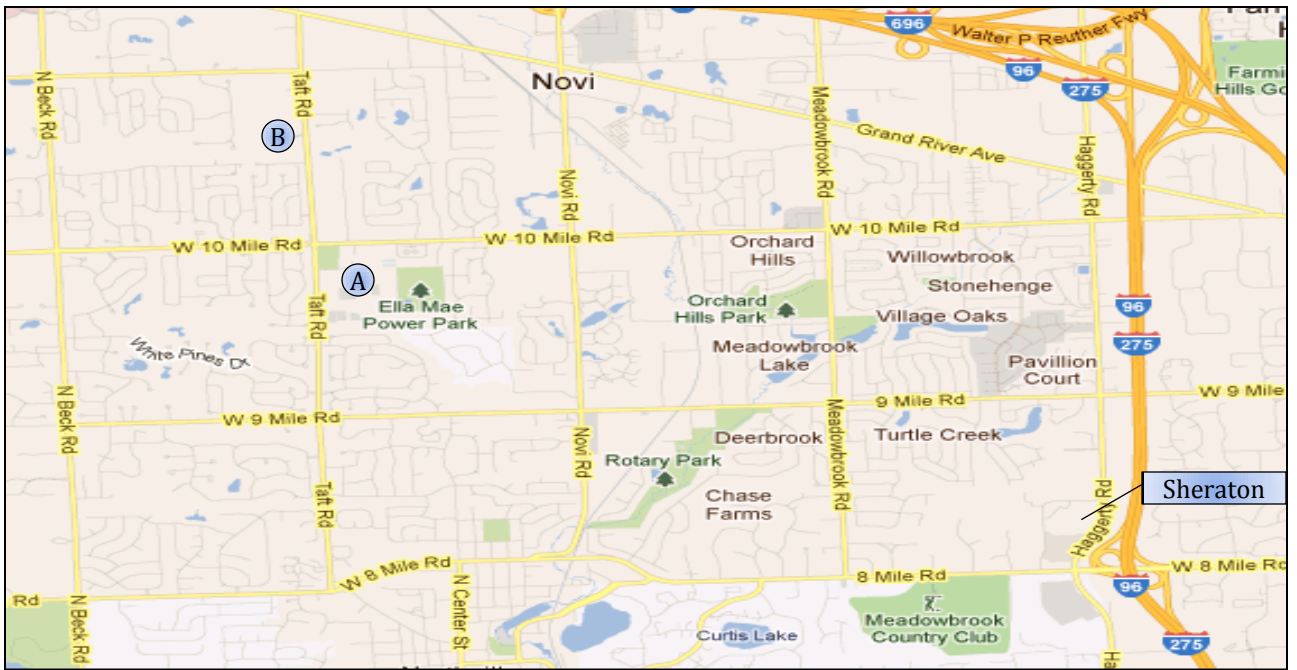 696
Walter P Reuther Fwy
96
275
Farmi
Hills Go
Novi
N Beck Rd
Taft Rd
B
Meadowbrook Rd
Grand River Ave
Haggerty Rd
Novi Rd
W 10 Mile Rd
W 10 Mile Rd
W 10 Mile Rd
Orchard
Hills
Willowbrook
Stonehenge
A
Ella Mae
Power Park
Orchard
Hills Park
Village Oaks
96
275
Taft Rd
White Pines Dr
Meadowbrook
Lake
Pavillion
Court
N Beck Rd
W 9 Mile Rd
9 Mile Rd
W 9 Mile
Novi Rd
Meadowbrook Rd
Deerbrook
Turtle Creek
Rotary Park
Chase
Farms
Taft Rd
Rd
Haggerty
Sheraton
W 8 Mile Rd
8 Mile Rd
W 8 Mile Rd
96
Rd
N Beck Rd
N Center St
Meadowbrook
Country Club
Curtis Lake
275
Ha